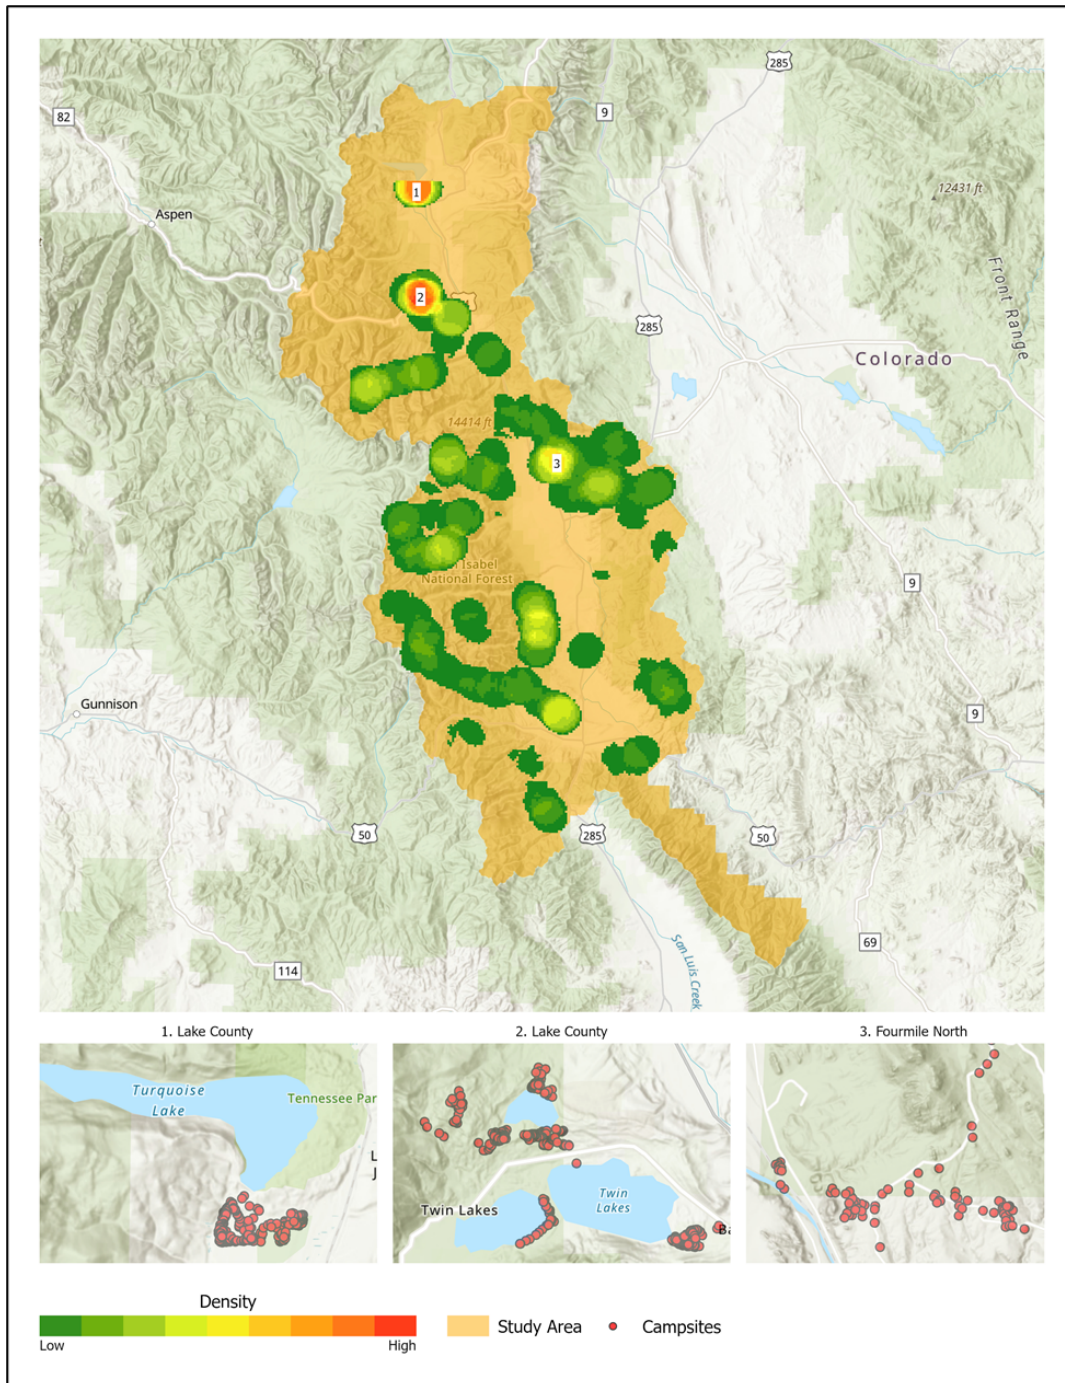 285
9
82
12431 ft
Aspen
1
Front Range
2
285
Colorado
14414 ft
3
Isabel
National Forest
9
Gunnison
9
50
285
50
69
San Luis Creek
114
1. Lake County
2. Lake County
3. Fourmile North
Turquoise
Lake
Tennessee Par
L
J
Twin Lakes
Twin
Lakes
Ba
Density
Low
High
Study Area
Campsites